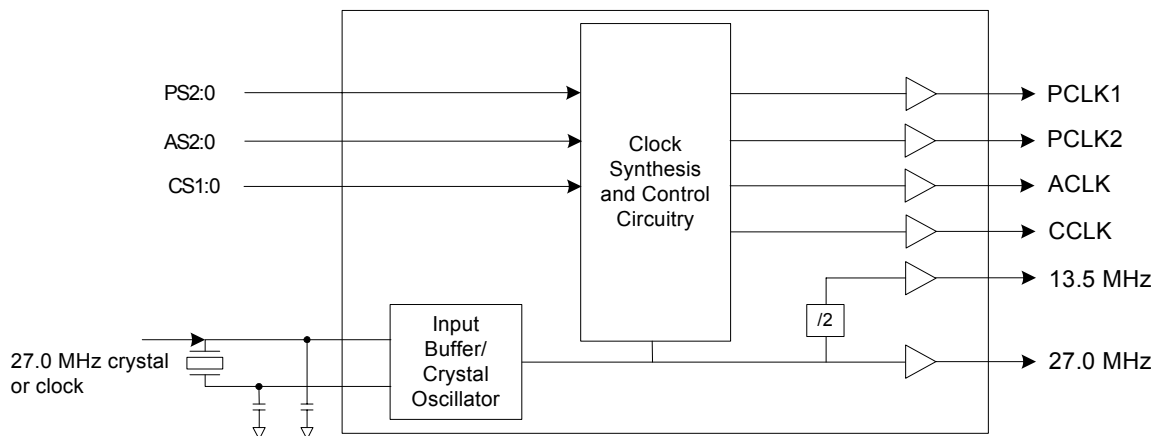 PS2:0
AS2:0
CS1:0
Clock
Synthesis
and Control
Circuitry
PCLK1
PCLK2
ACLK
CCLK
13.5 MHz
/2
27.0 MHz
27.0 MHz crystal
or clock
Input
Buffer/
Crystal
Oscillator